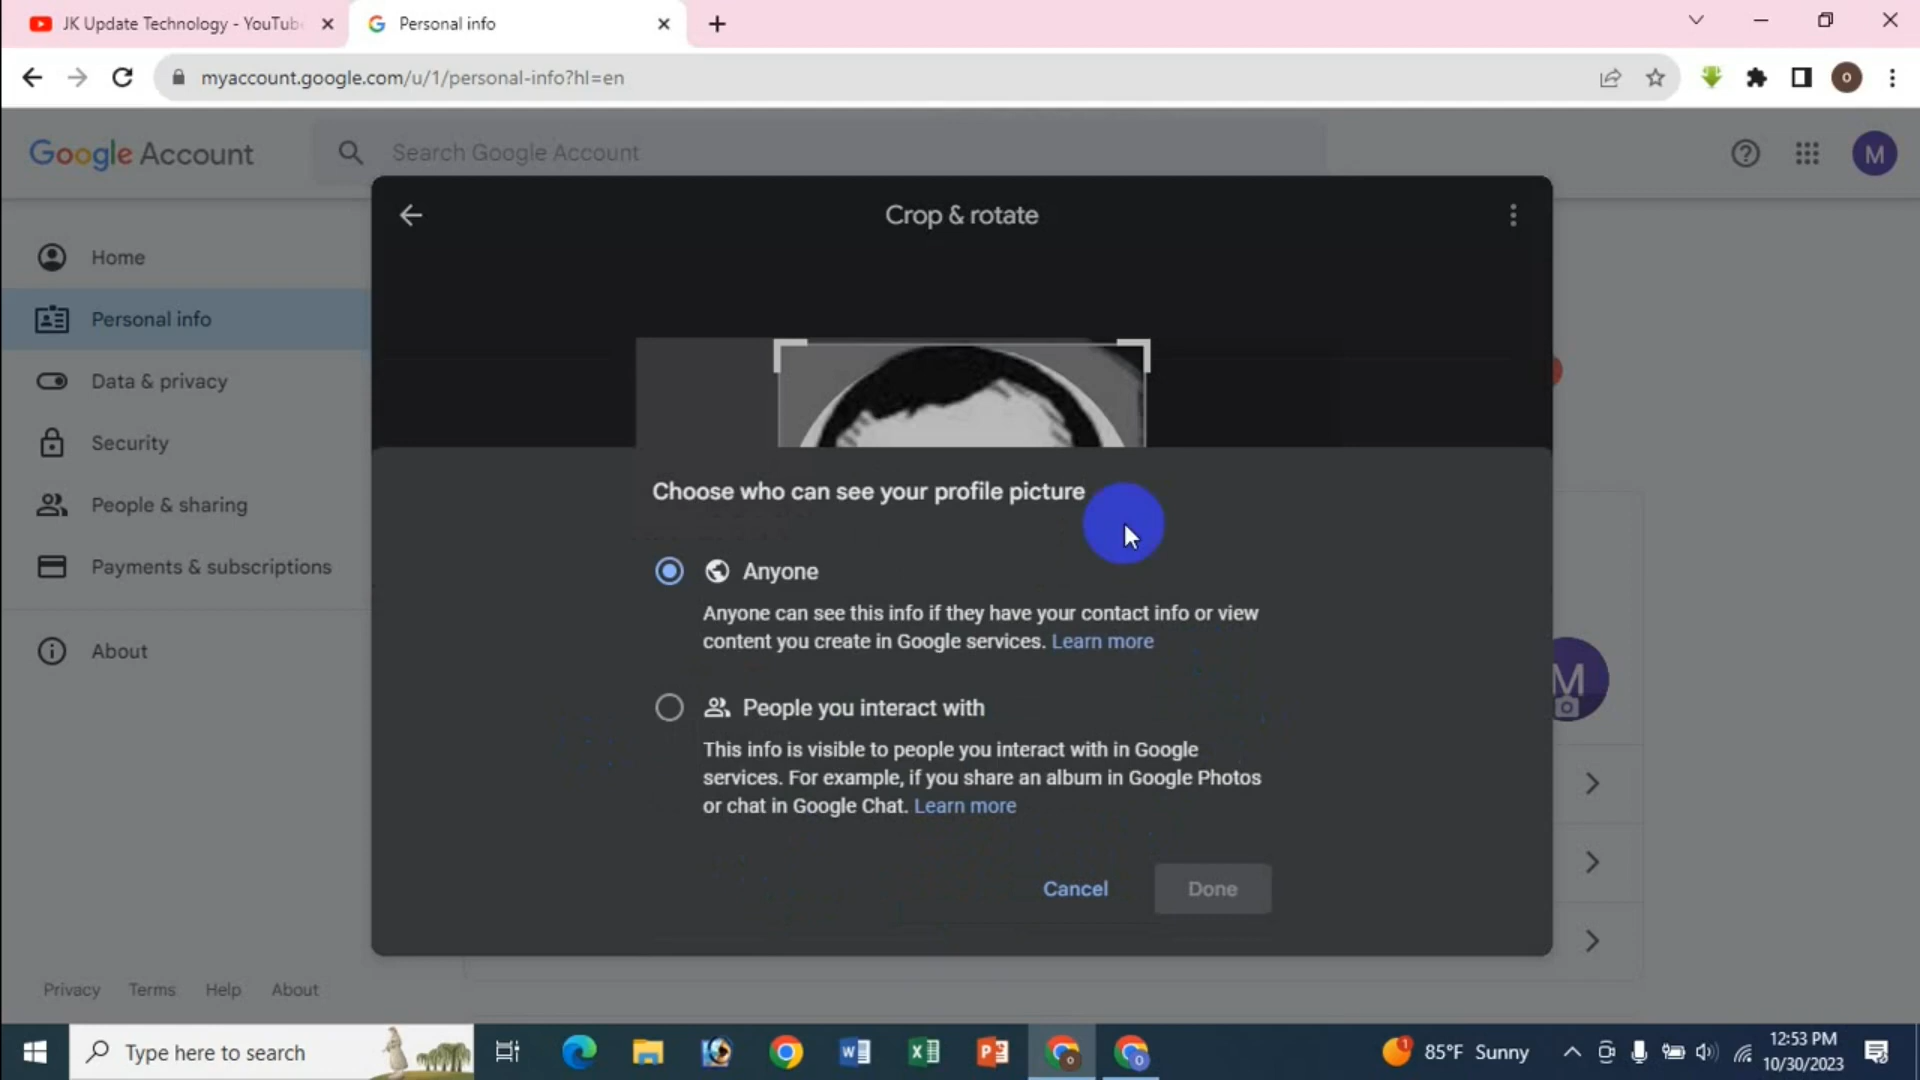 JK Update Technology - YouTube
Personal info
myaccount.google.com/u/1/personal-info?hl=en
O
Google Account
Search Google Account
M
Crop & rotate
Home
Personal info
Data & privacy
Security
People & sharing
Payments & subscriptions
About
Choose who can see your profile picture
Anyone
Anyone can see this info if they have your contact info or view
content you create in Google services. Learn more
People you interact with
This info is visible to people you interact with in Google
services. For example, if you share an album in Google Photos
or chat in Google Chat. Learn more
M
Cancel
Done
Privacy
Terms
Help
About
Type here to search
85°F Sunny
12:53 PM
10/30/2023